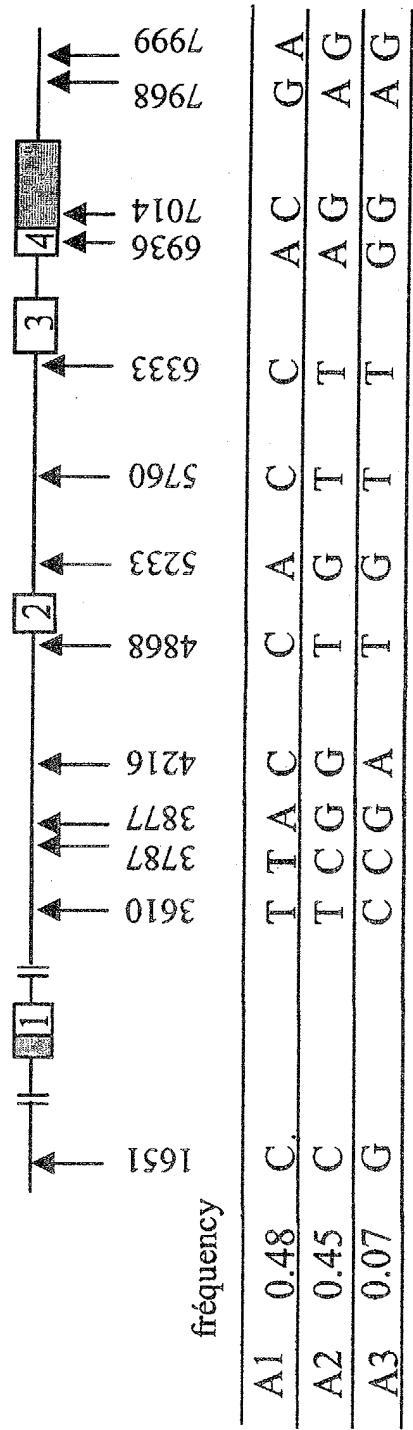 1 2 3 4
1651 3610 3787 3877 4216 4868 5233 5760 6333 6936 7014 7968 7999
fréquency
A1 0.48 C. T T A C C A C C A C G A
A2 0.45 C T C G G T G T T A G A G
A3 0.07 G C C G A T G T T G G A G